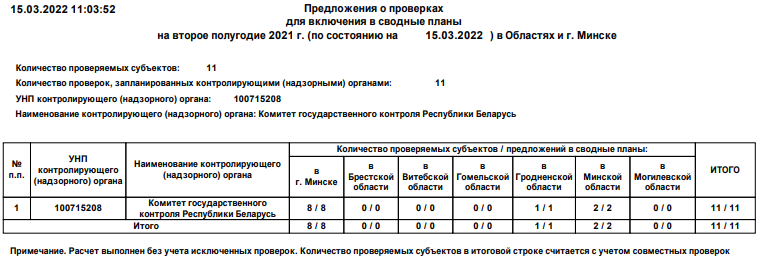 15.03.2022 11:03:52
Предложения о проверках
для включения в сводные планы
на второе полугодие 2021 г. (по состоянию на 15.03.2022 ) в Областях и г. Минске
Количество проверяемых субъектов: 11
Количество проверок, запланированных контролирующими (надзорными) органами: 11
УНП контролирующего (надзорного) органа: 100715208
Наименование контролирующего (надзорного) органа: Комитет государственного контроля Республики Беларусь
№ п.п. УНП контролирующего (надзорного) органа Наименование контролирующего (надзорного) органа Количество проверяемых субъектов / предложений в сводные планы: ИТОГО
в г. Минске в Брестской области в Витебской области в Гомельской области в Гродненской области в Минской области в Могилевской области
1 100715208 Комитет государственного контроля Республики Беларусь 8 / 8 0 / 0 0 / 0 0 / 0 1 / 1 2 / 2 0 / 0 11 / 11
Итого 8 / 8 0 / 0 0 / 0 0 / 0 1 / 1 2 / 2 0 / 0 11 / 11
Примечание. Расчет выполнен без учета исключенных проверок. Количество проверяемых субъектов в итоговой строке считается с учетом совместных проверок